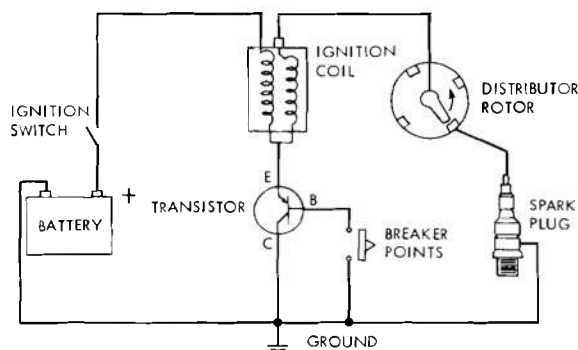 IGNITION
COIL
DISTRIBUTOR
ROTOR
IGNITION
SWITCH
+
BATTERY
TRANSISTOR
E
B
C
BREAKER
POINTS
SPARK
PLUG
GROUND